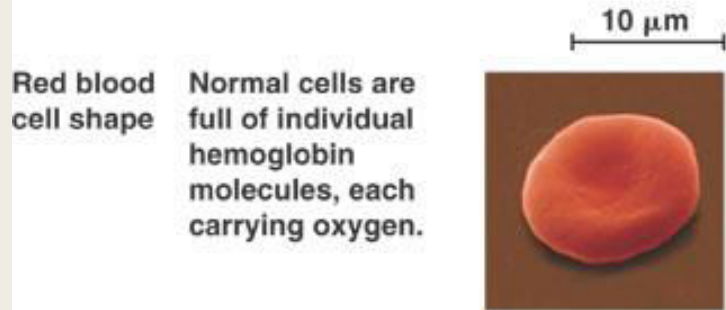 10 μm
Red blood
cell shape
Normal cells are
full of individual
hemoglobin
molecules, each
carrying oxygen.